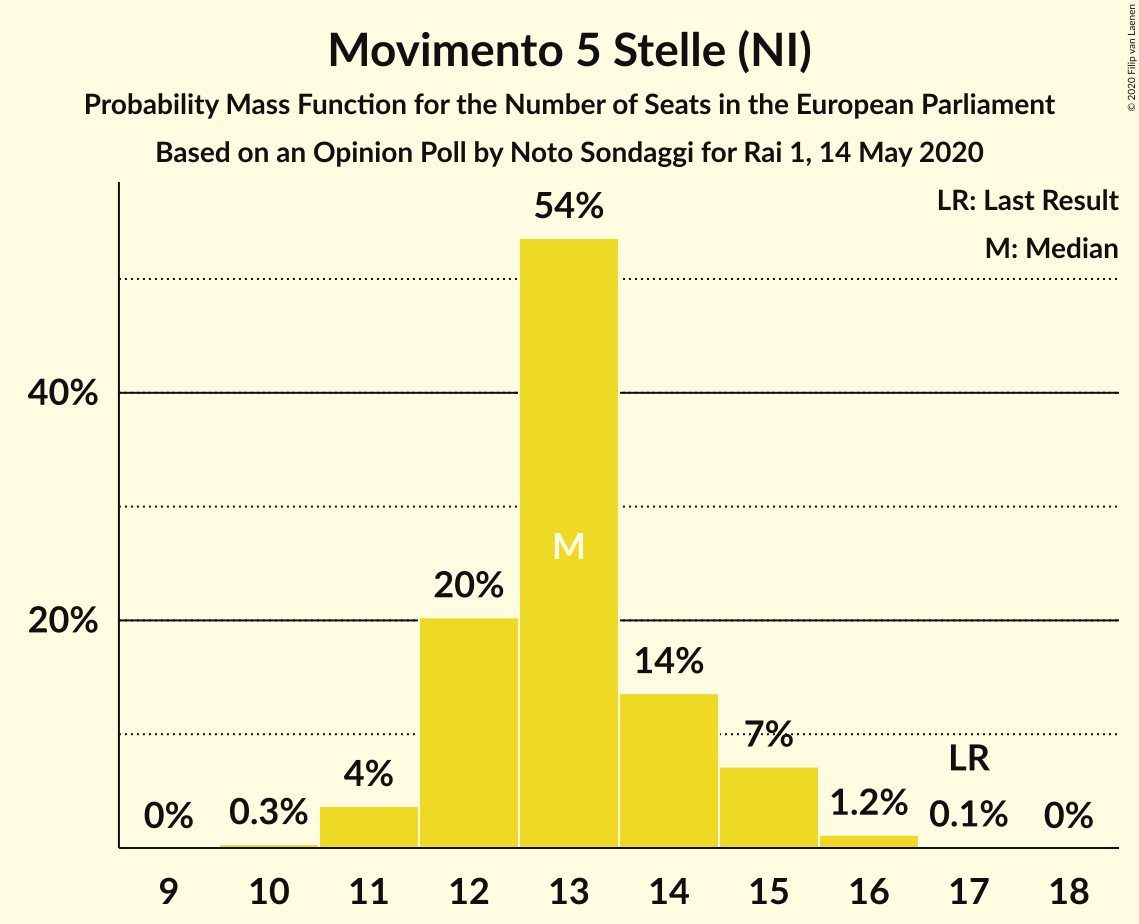 Movimento 5 Stelle (NI)
Probability Mass Function for the Number of Seats in the European Parliament
Based on an Opinion Poll by Noto Sondaggi for Rai 1, 14 May 2020
© 2020 Filip van Laenen
LR: Last Result
M: Median
54%
40%
M
20%
20%
14%
7%
LR
4%
1.2%
0.3%
0.1%
0%
0%
9 10 11 12 13 14 15 16 17 18